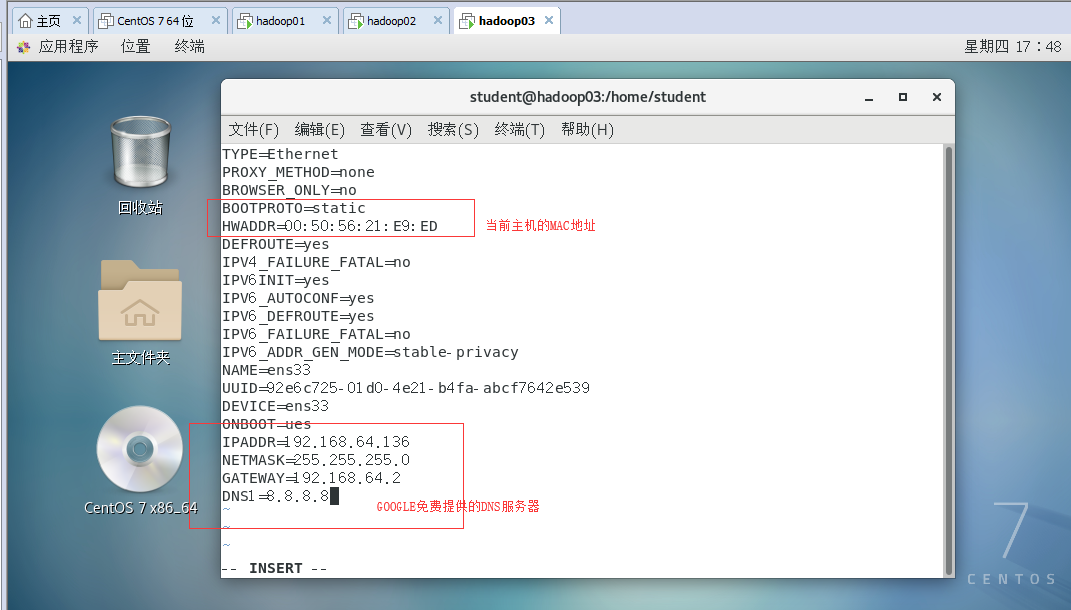 主页
CentOS 7 64 位
hadoop01
hadoop02
hadoop03
应用程序 位置 终端 星期四 17：48
student@hadoop03:/home/student
文件(F) 编辑(E) 查看(V) 搜索(S) 终端(T) 帮助(H)
TYPE=Ethernet
PROXY_METHOD=none
BROWSER_ONLY=no
BOOTPROTO=static
HWADDR=00:50:56:21:E9:ED
当前主机的MAC地址
DEFROUTE=yes
IPV4_FAILURE_FATAL=no
IPV6INIT=yes
IPV6_AUTOCONF=yes
IPV6_DEFROUTE=yes
IPV6_FAILURE_FATAL=no
IPV6_ADDR_GEN_MODE=stable-privacy
NAME=ens33
UUID=92e6c725-01d0-4e21-b4fa-abcf7642e539
DEVICE=ens33
ONBOOT=ues
IPADDR=192.168.64.136
NETMASK=255.255.255.0
GATEWAY=192.168.64.2
DNS1=8.8.8.8
GOOGLE免费提供的DNS服务器
~
~
~
-- INSERT --
回收站
主文件夹
CentOS 7 x86_64
7
CENTOS